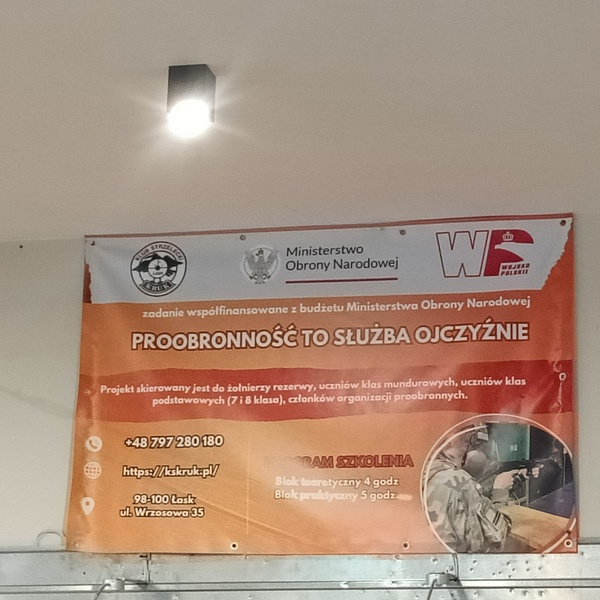 KLUB STRZELECKI
KRUK
Ministerstwo
Obrony Narodowej
WP
WOJSKO
POLSKIE
zadanie współfinansowane z budżetu Ministerstwa Obrony Narodowej
PROOBRONNOŚĆ TO SŁUŻBA OJCZYŹNIE
Projekt skierowany jest do żołnierzy rezerwy, uczniów klas mundurowych, uczniów klas
podstawowych (7 i 8 klasa), członków organizacji proobronnych.
+48 797 280 180
https://kskruk.pl/
98-100 Łask
ul. Wrzosowa 35
PROGRAM SZKOLENIA
Blok teoretyczny 4 godz
Blok praktyczny 5 godz.